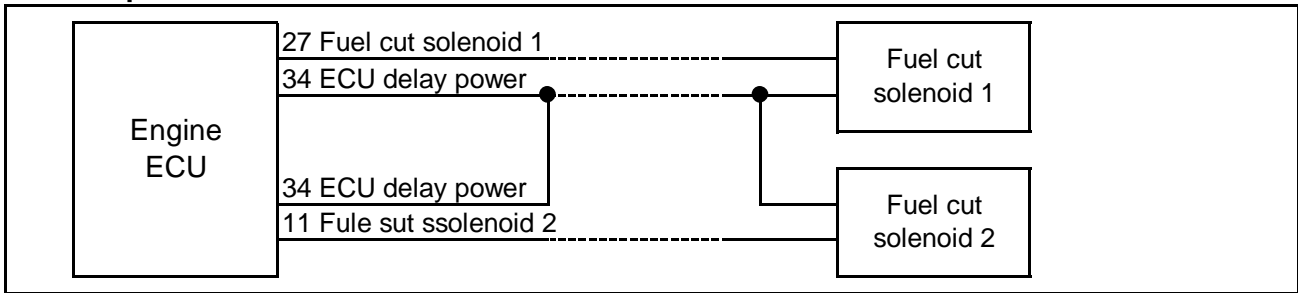 27 Fuel cut solenoid 1
34 ECU delay power
Fuel cut
solenoid 1
Engine
ECU
34 ECU delay power
11 Fule sut ssolenoid 2
Fuel cut
solenoid 2